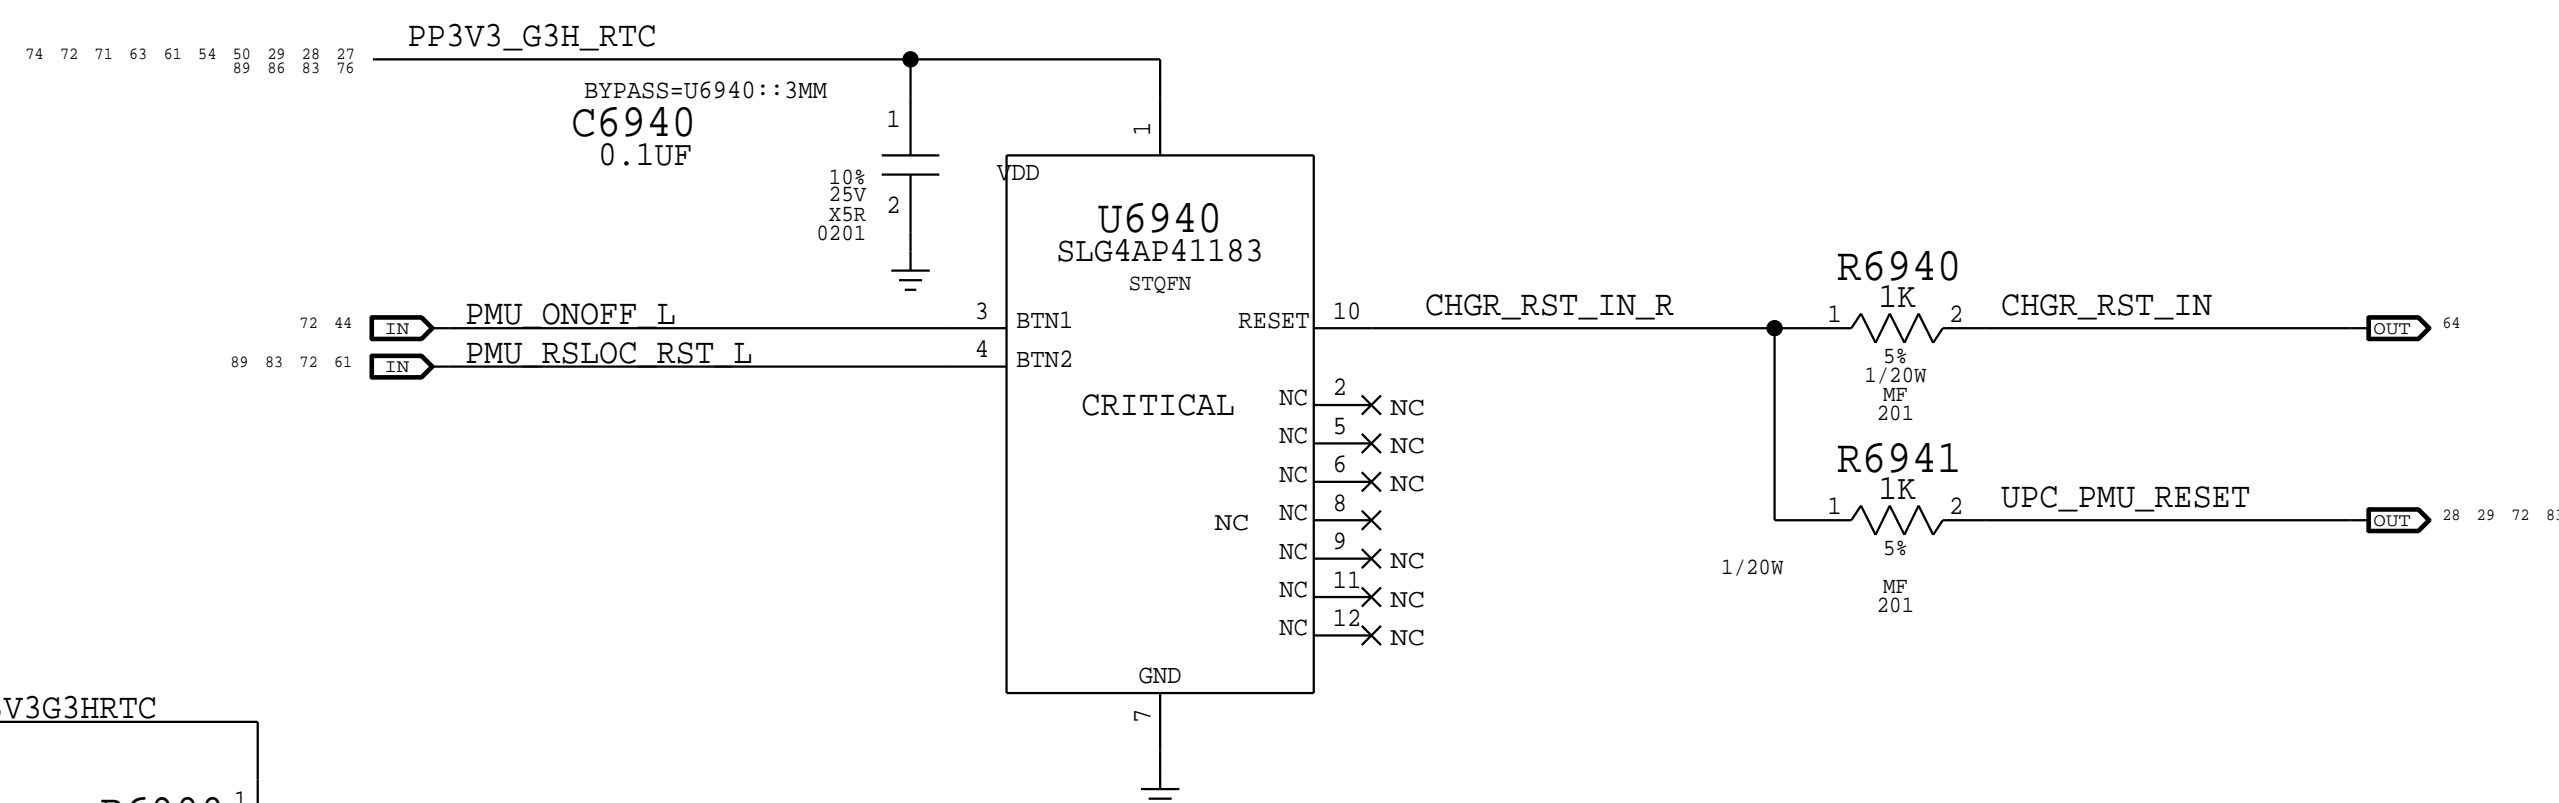 PP3V3_G3H_RTC
74 72 71 63 61 54 50 29 28 27
89 86 83 76
BYPASS=U6940::3MM
C6940
0.1UF
1
10%
25V
X5R
0201
2
1
VDD
U6940
SLG4AP41183
STQFN
72 44
IN
PMU_ONOFF_L
3
BTN1
89 83 72 61
IN
PMU_RSLOC_RST_L
4
BTN2
RESET
10
CHGR_RST_IN_R
R6940
1K
1
2
CHGR_RST_IN
OUT
64
5%
1/20W
MF
201
CRITICAL
NC 2 NC
NC 5 NC
NC 6 NC
NC NC 8
NC 9 NC
NC 11 NC
NC 12 NC
R6941
1K
1
2
UPC_PMU_RESET
OUT
28 29 72
5%
1/20W
MF
201
GND
7
V3G3HRTC
1